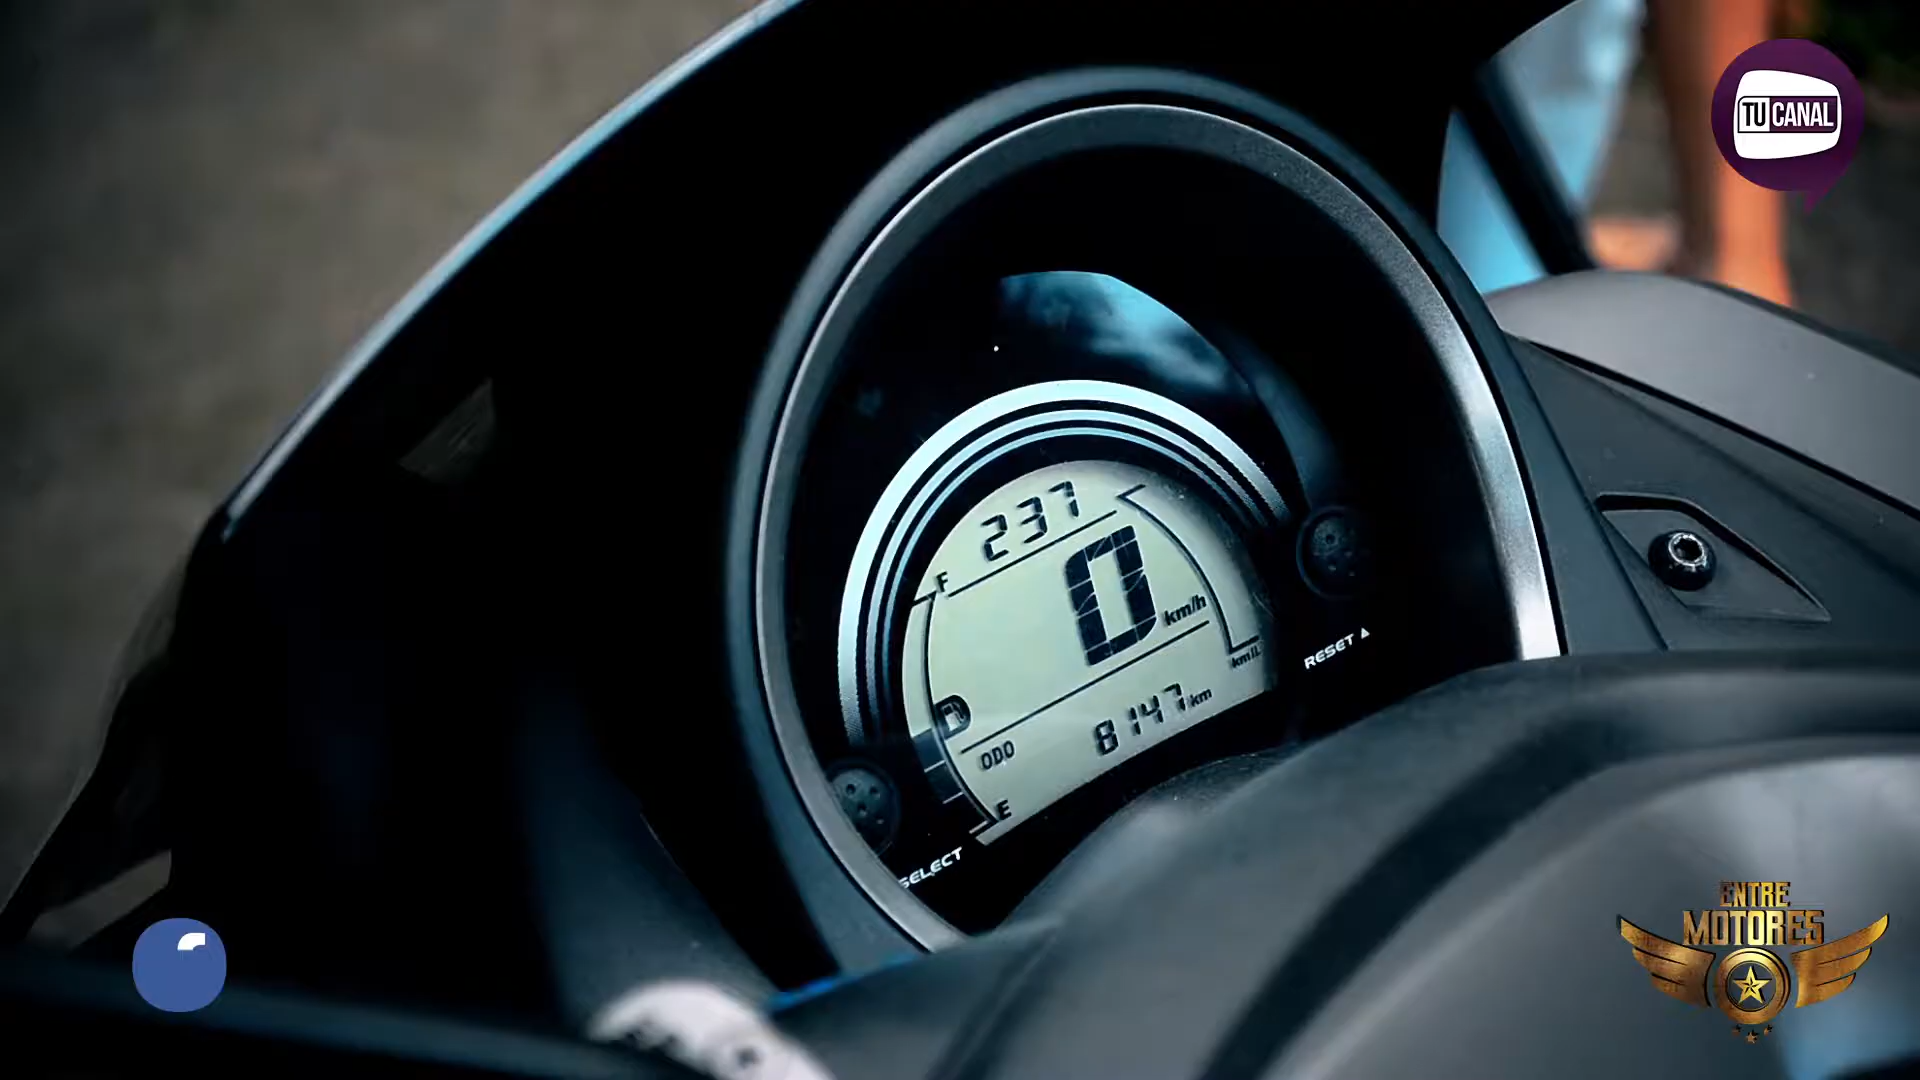 TU CANAL
237
F
0 km/h
km/L
RESET ▲
8147 km
ODO
E
SELECT
ENTRE
MOTORES